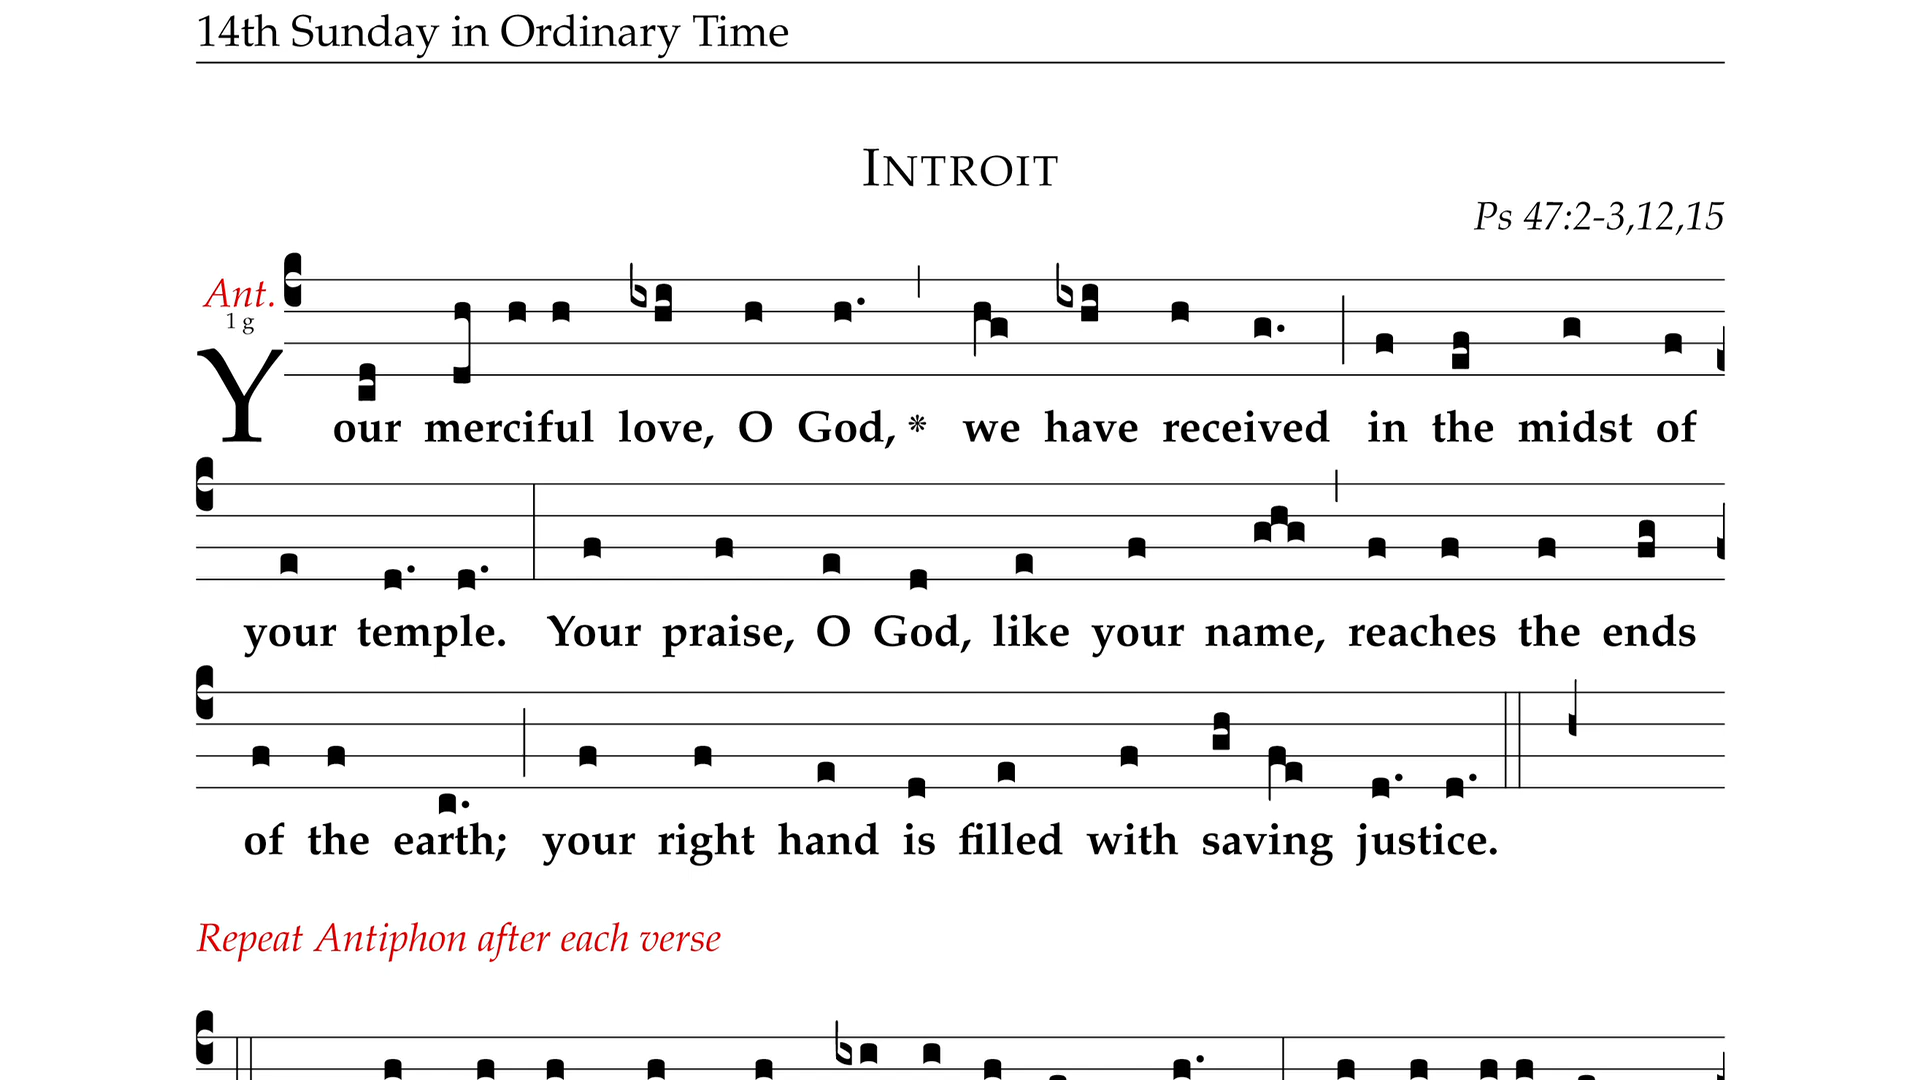 14th Sunday in Ordinary Time
INTROIT
Ps 47:2-3,12,15
Ant.
1 g
Your merciful love, O God, * we have received in the midst of
your temple. Your praise, O God, like your name, reaches the ends
of the earth; your right hand is filled with saving justice.
Repeat Antiphon after each verse